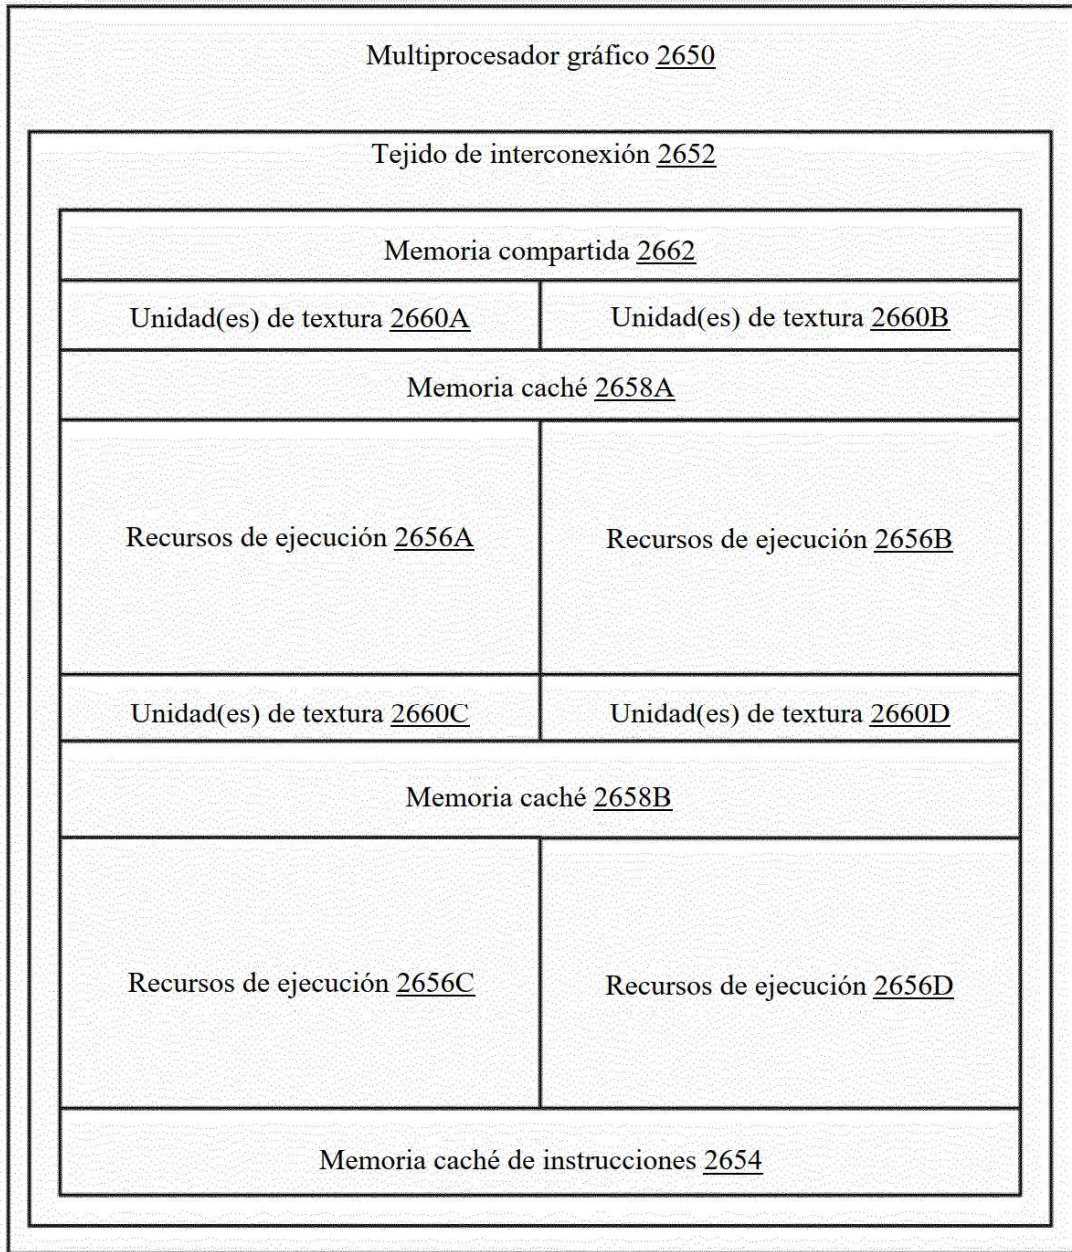 Multiprocesador gráfico 2650
Tejido de interconexión 2652
Memoria compartida 2662
Unidad(es) de textura 2660A
Unidad(es) de textura 2660B
Memoria caché 2658A
Recursos de ejecución 2656A
Recursos de ejecución 2656B
Unidad(es) de textura 2660C
Unidad(es) de textura 2660D
Memoria caché 2658B
Recursos de ejecución 2656C
Recursos de ejecución 2656D
Memoria caché de instrucciones 2654